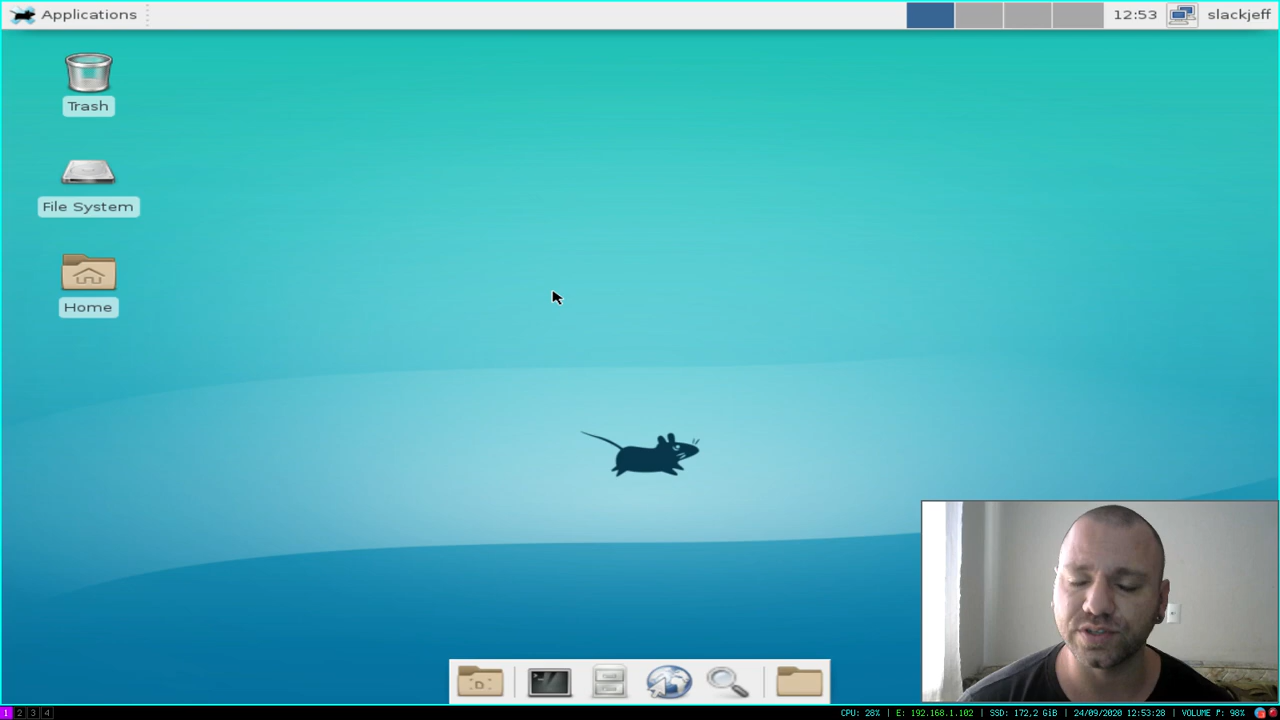 Applications
12:53
slackjeff
Trash
File System
Home
D
1 2 3 4
CPU: 28% | E: 192.168.1.102 | SSD: 172,2 GiB | 24/09/2020 12:53:28 | VOLUME P: 98%